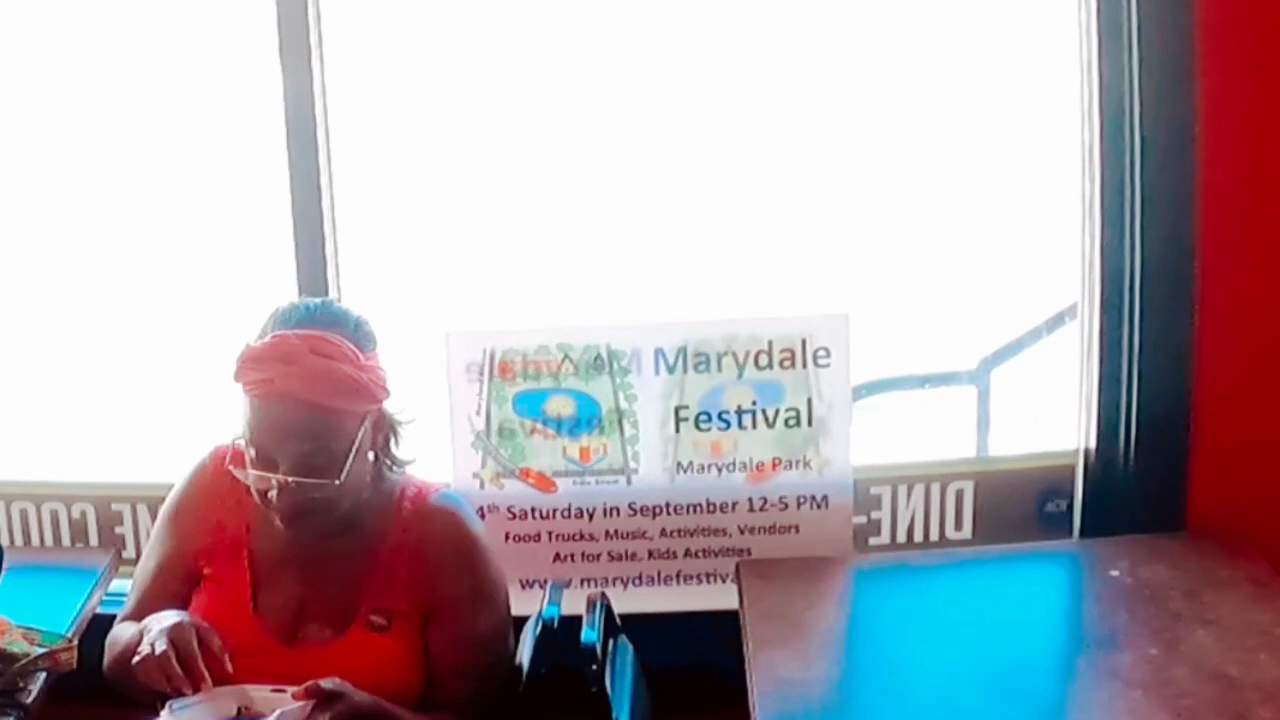 Marydale
Festival
Marydale Park
4th Saturday in September 12-5 PM
Food Trucks, Music, Activities, Vendors
Art for Sale, Kids Activities
DINE-